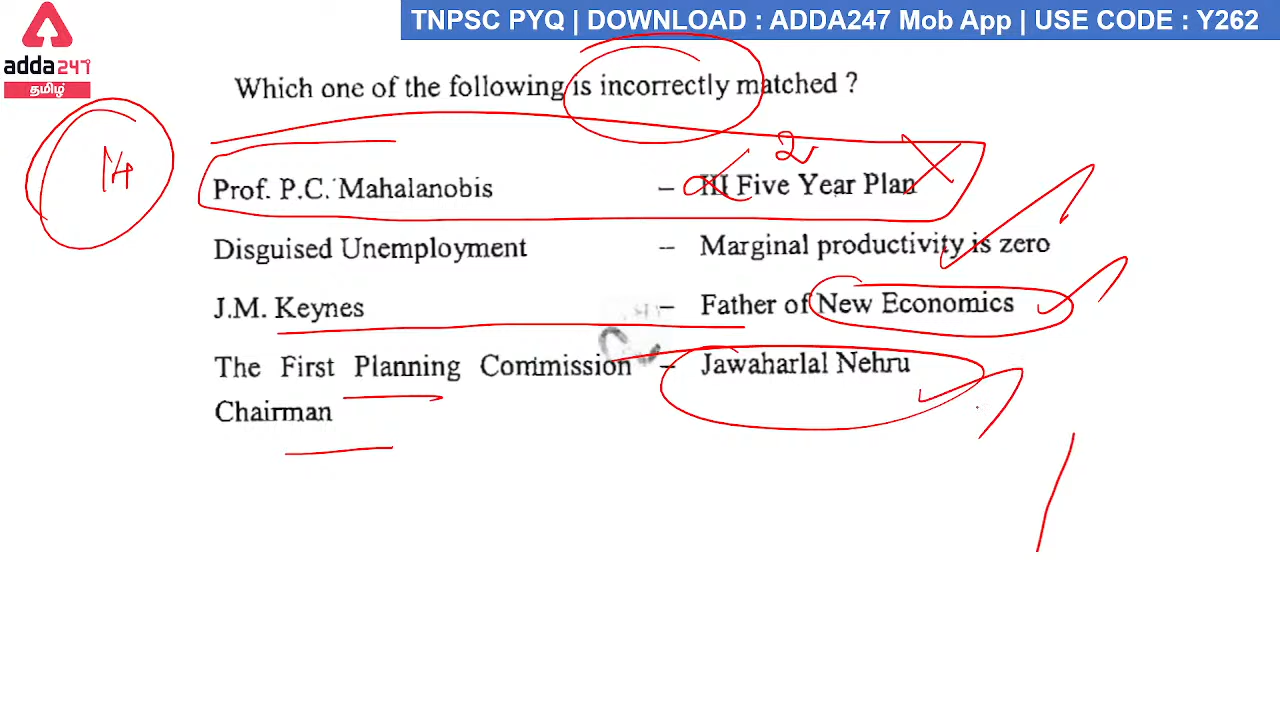 TNPSC PYQ | DOWNLOAD : ADDA247 Mob App | USE CODE : Y262
adda247
தமிழ்
Which one of the following is incorrectly matched ?
14
2
Prof. P.C. Mahalanobis – III Five Year Plan
Disguised Unemployment – Marginal productivity is zero
J.M. Keynes – Father of New Economics
The First Planning Commission – Jawaharlal Nehru
Chairman